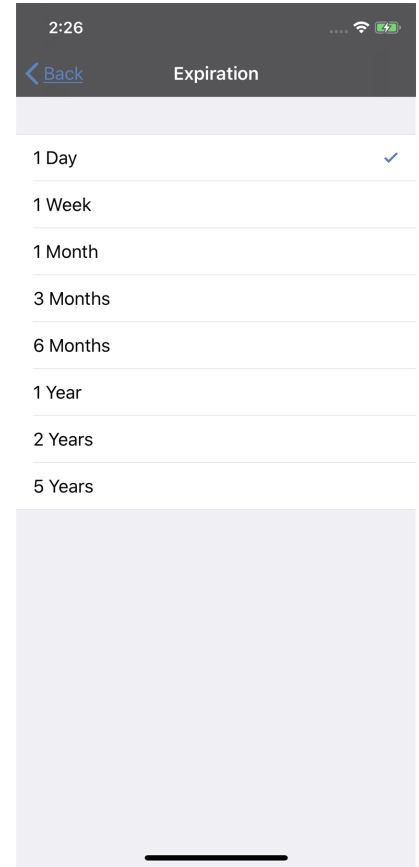 2:26
Back Expiration
1 Day
1 Week
1 Month
3 Months
6 Months
1 Year
2 Years
5 Years